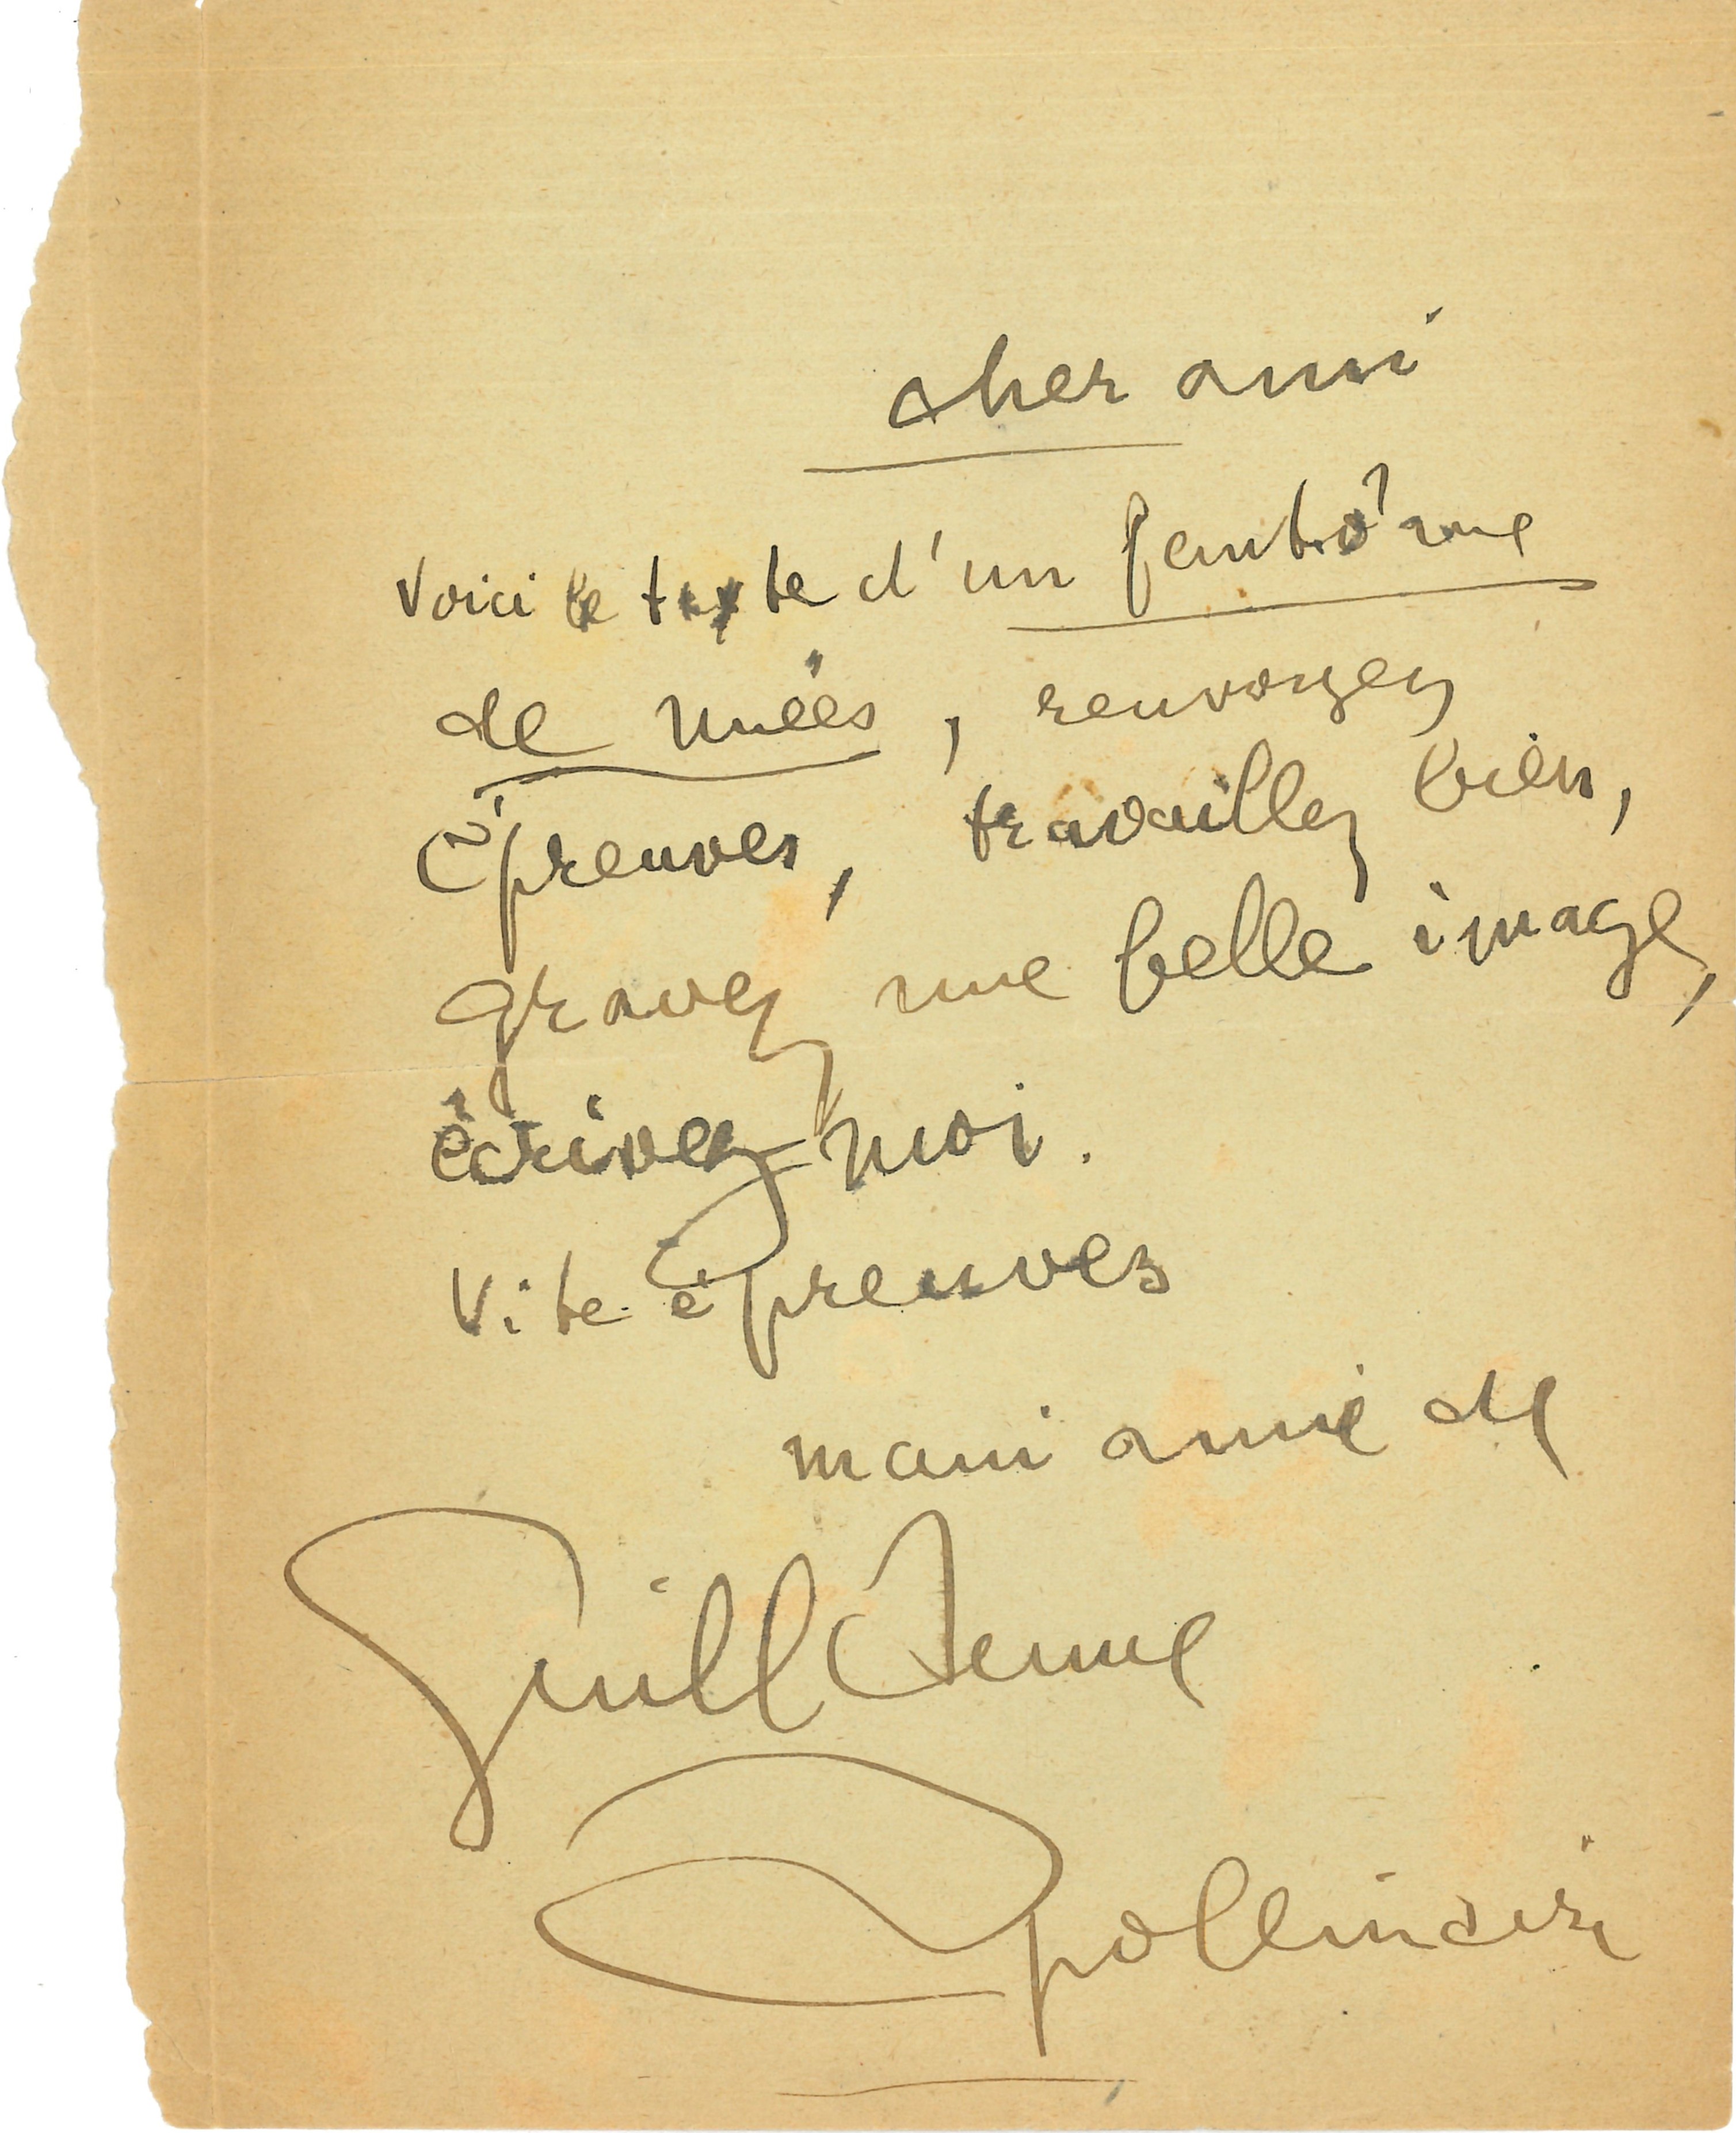 cher ami
Voici le texte d'un fantôme
de nuées, renvoyez
épreuves, travaillez bien,
gravez une belle image,
écrivez moi.
Vite épreuves
main amie de
Guillaume
Apollinaire